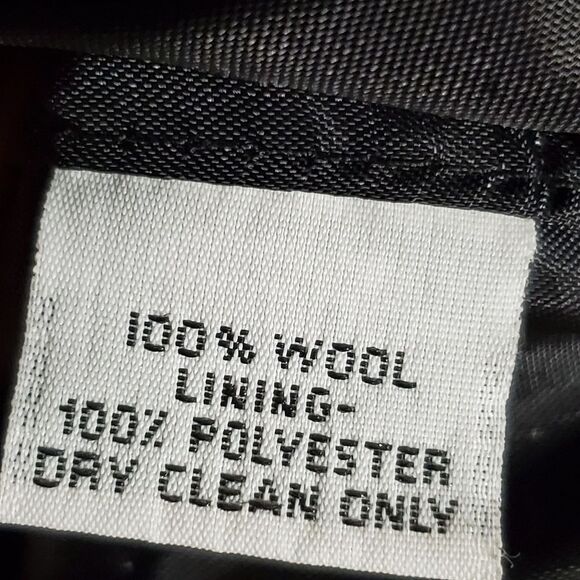 100% WOOL
LINING-
100% POLYESTER
DRY CLEAN ONLY